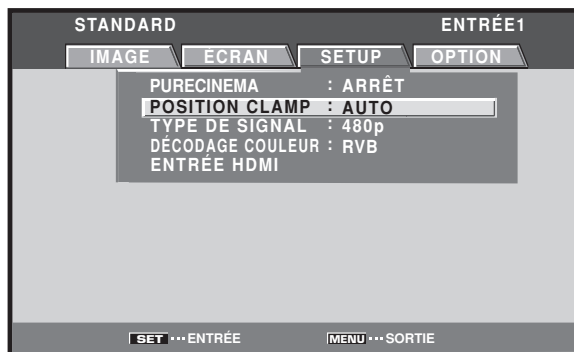 STANDARD ENTRÉE1
IMAGE ÉCRAN SETUP OPTION
PURECINEMA : ARRÊT
POSITION CLAMP : AUTO
TYPE DE SIGNAL : 480p
DÉCODAGE COULEUR : RVB
ENTRÉE HDMI
SET ••• ENTRÉE MENU ••• SORTIE